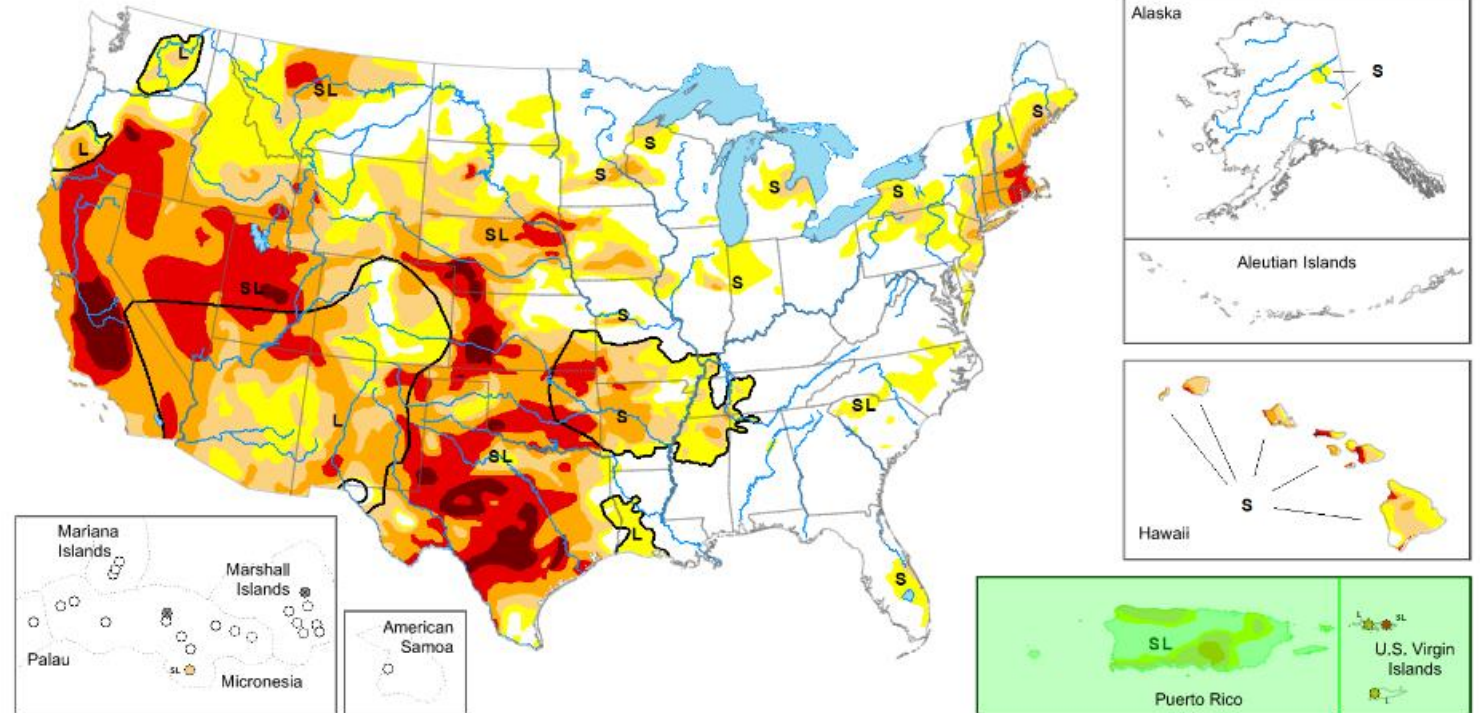 L
SL
L
S
S
S
S
S
SL
S
SL
S
L
S
SL
SL
L
S
Alaska
S
Aleutian Islands
S
Hawaii
Mariana
Islands
Marshall
Islands
Palau
SL
Micronesia
American
Samoa
SL
Puerto Rico
L
SL
U.S. Virgin
Islands
L